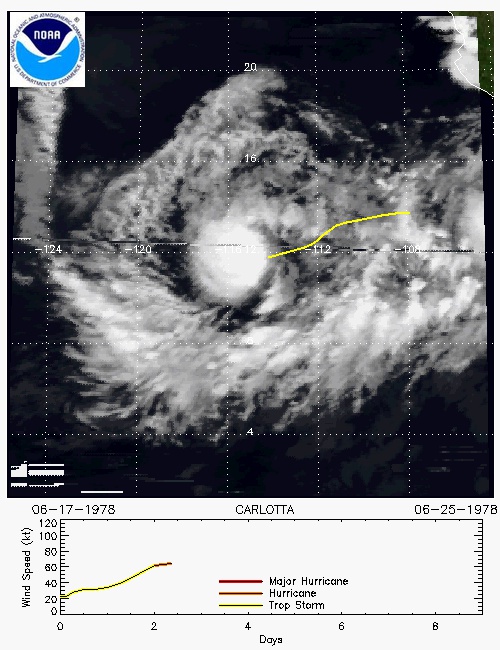 NATIONAL OCEANIC AND ATMOSPHERIC ADMINISTRATION
NOAA
U.S. DEPARTMENT OF COMMERCE
20
16
-124
-120
-112
-108
4
06-17-1978 CARLOTTA 06-25-1978
Wind Speed (kt)
120
100
80
60
40
20
0
Major Hurricane
Hurricane
Trop Storm
0 2 4 6 8
Days